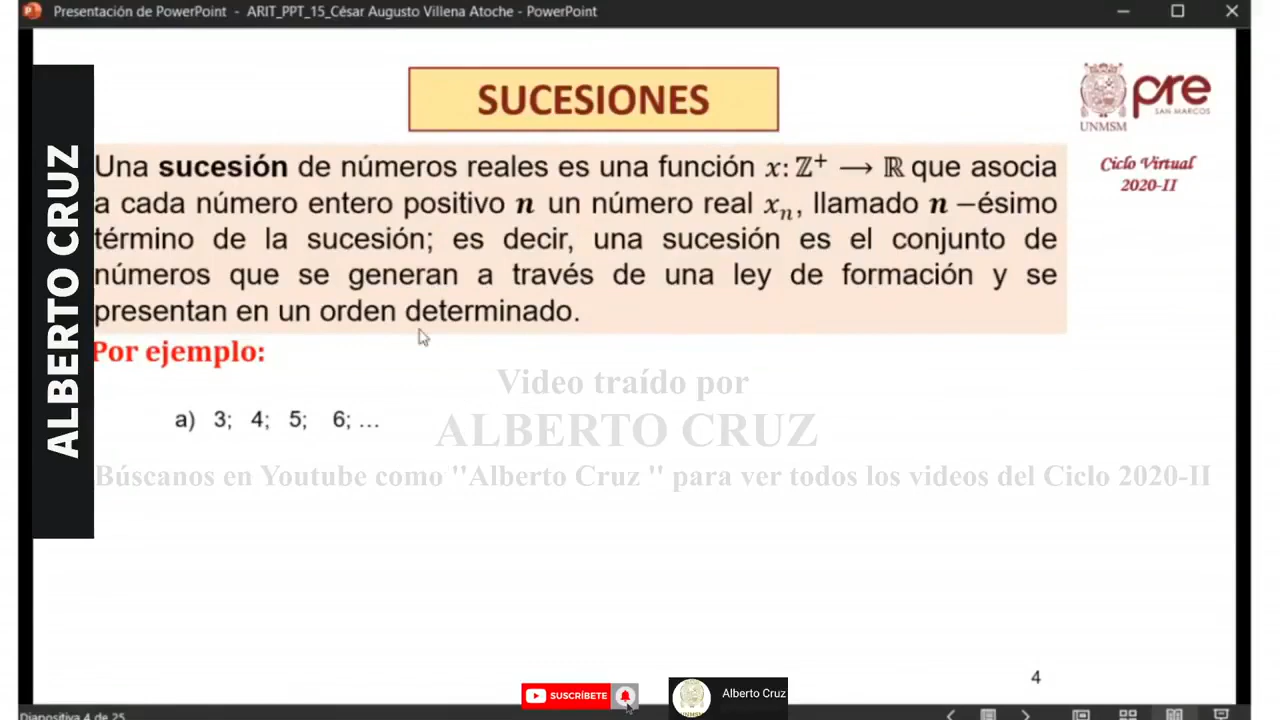 Presentación de PowerPoint - ARIT_PPT_15_César Augusto Villena Atoche - PowerPoint
SUCESIONES
UNMSM
pre
SAN MARCOS
Ciclo Virtual
2020-II
ALBERTO CRUZ
Una sucesión de números reales es una función x: ℤ⁺ ⟶ ℝ que asocia
a cada número entero positivo n un número real xₙ, llamado n −ésimo
término de la sucesión; es decir, una sucesión es el conjunto de
números que se generan a través de una ley de formación y se
presentan en un orden determinado.
Por ejemplo:
Video traído por
a) 3; 4; 5; 6; ...
ALBERTO CRUZ
Búscanos en Youtube como "Alberto Cruz " para ver todos los videos del Ciclo 2020-II
4
SUSCRÍBETE
UNMSM
Alberto Cruz
Diapositiva 4 de 25